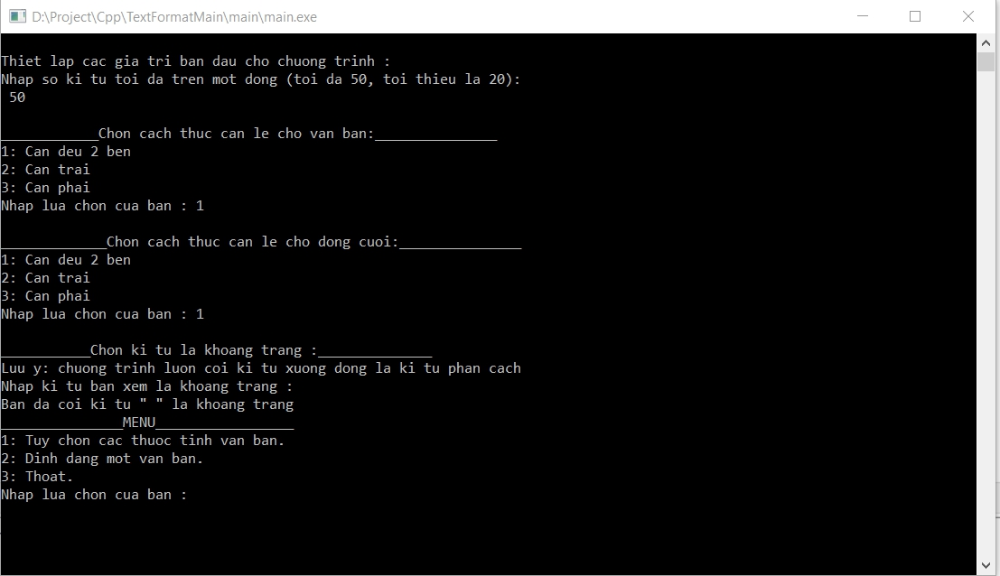 D:\Project\Cpp\TextFormatMain\main\main.exe
Thiet lap cac gia tri ban dau cho chuong trinh :
Nhap so ki tu toi da tren mot dong (toi da 50, toi thieu la 20):
50
____________Chon cach thuc can le cho van ban:_______________
1: Can deu 2 ben
2: Can trai
3: Can phai
Nhap lua chon cua ban : 1
_____________Chon cach thuc can le cho dong cuoi:_______________
1: Can deu 2 ben
2: Can trai
3: Can phai
Nhap lua chon cua ban : 1
___________Chon ki tu la khoang trang :______________
Luu y: chuong trinh luon coi ki tu xuong dong la ki tu phan cach
Nhap ki tu ban xem la khoang trang :
Ban da coi ki tu " " la khoang trang
_______________MENU_________________
1: Tuy chon cac thuoc tinh van ban.
2: Dinh dang mot van ban.
3: Thoat.
Nhap lua chon cua ban :